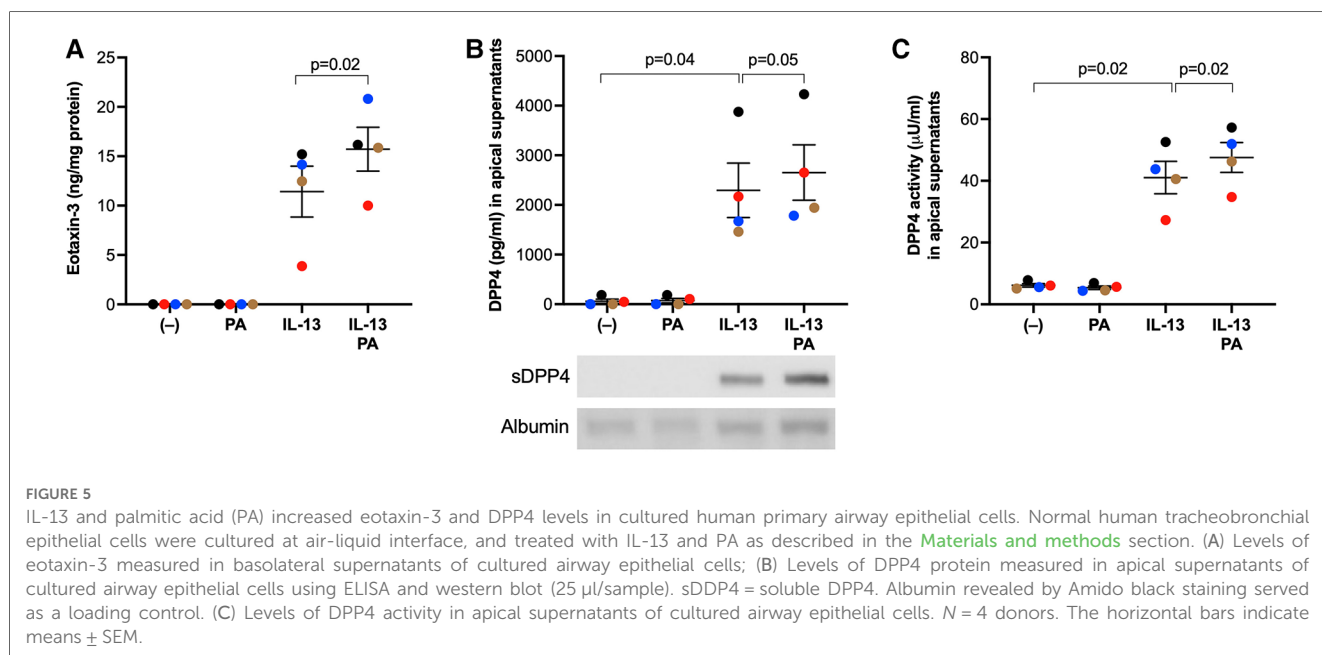 A
p=0.02
Eotaxin-3 (ng/mg protein)
25
20
15
10
5
0
(–)
PA
IL-13
IL-13
PA
B
p=0.04
p=0.05
DPP4 (pg/ml) in apical supernatants
5000
4000
3000
2000
1000
0
(–)
PA
IL-13
IL-13
PA
sDPP4
Albumin
C
p=0.02
p=0.02
DPP4 activity (μU/ml)
in apical supernatants
80
60
40
20
0
(–)
PA
IL-13
IL-13
PA
FIGURE 5
IL-13 and palmitic acid (PA) increased eotaxin-3 and DPP4 levels in cultured human primary airway epithelial cells. Normal human tracheobronchial
epithelial cells were cultured at air-liquid interface, and treated with IL-13 and PA as described in the Materials and methods section. (A) Levels of
eotaxin-3 measured in basolateral supernatants of cultured airway epithelial cells; (B) Levels of DPP4 protein measured in apical supernatants of
cultured airway epithelial cells using ELISA and western blot (25 μl/sample). sDDP4 = soluble DPP4. Albumin revealed by Amido black staining served
as a loading control. (C) Levels of DPP4 activity in apical supernatants of cultured airway epithelial cells. N = 4 donors. The horizontal bars indicate
means ± SEM.